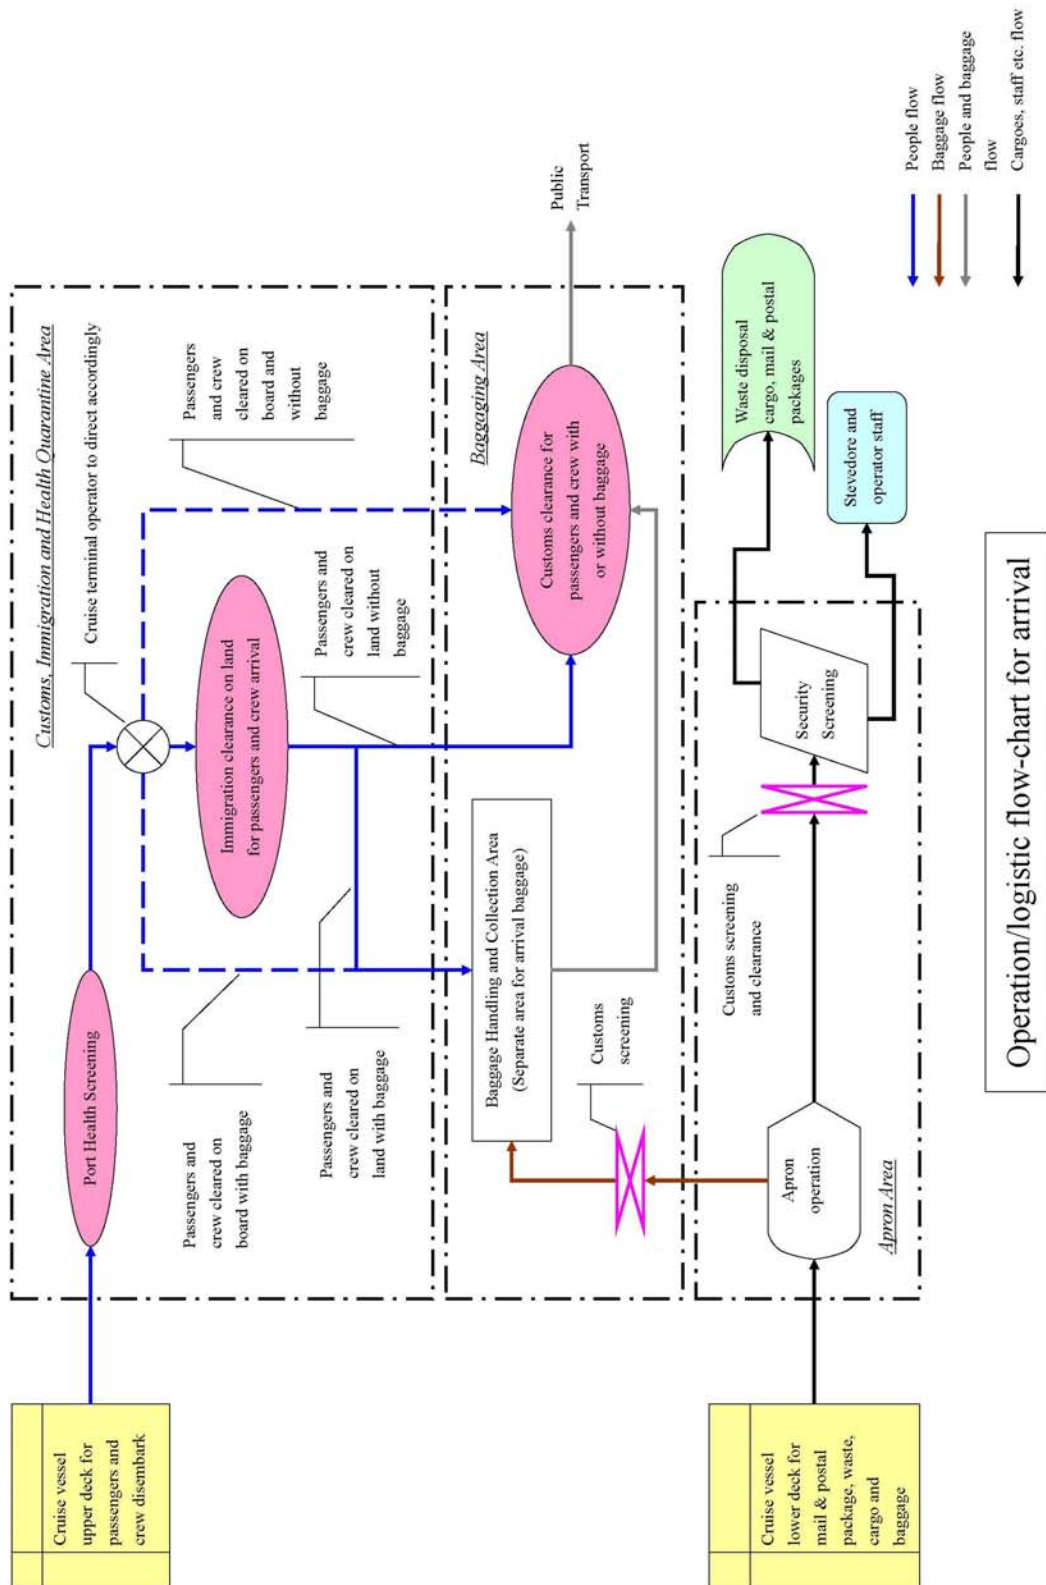 Cruise vessel
upper deck for
passengers and
crew disembark
Port Health Screening
Customs, Immigration and Health Quarantine Area
Cruise terminal operator to direct accordingly
Immigration clearance on land
for passengers and crew arrival
Passengers
and crew
cleared on
board and
without
baggage
Passengers and
crew cleared on
board with baggage
Passengers and
crew cleared on
land with baggage
Passengers and
crew cleared on
land without
baggage
Baggaging Area
Baggage Handling and Collection Area
(Separate area for arrival baggage)
Customs
screening
Customs clearance for
passengers and crew with
or without baggage
Public
Transport
Cruise vessel
lower deck for
mail & postal
package, waste,
cargo and
baggage
Apron
operation
Apron Area
Customs screening
and clearance
Security
Screening
Waste disposal
cargo, mail & postal
packages
Stevedore and
operator staff
People flow
Baggage flow
People and baggage
flow
Cargoes, staff etc. flow
Operation/logistic flow-chart for arrival